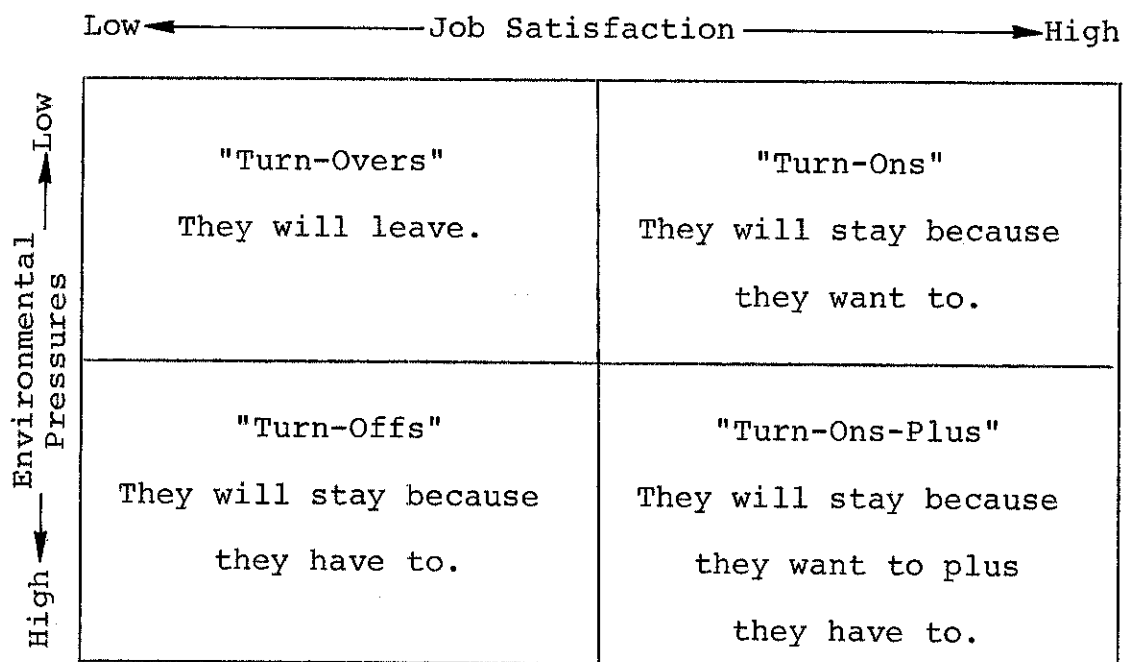 Low Job Satisfaction High
Low
Environmental
Pressures
High
"Turn-Overs"
They will leave.
"Turn-Ons"
They will stay because
they want to.
"Turn-Offs"
They will stay because
they have to.
"Turn-Ons-Plus"
They will stay because
they want to plus
they have to.